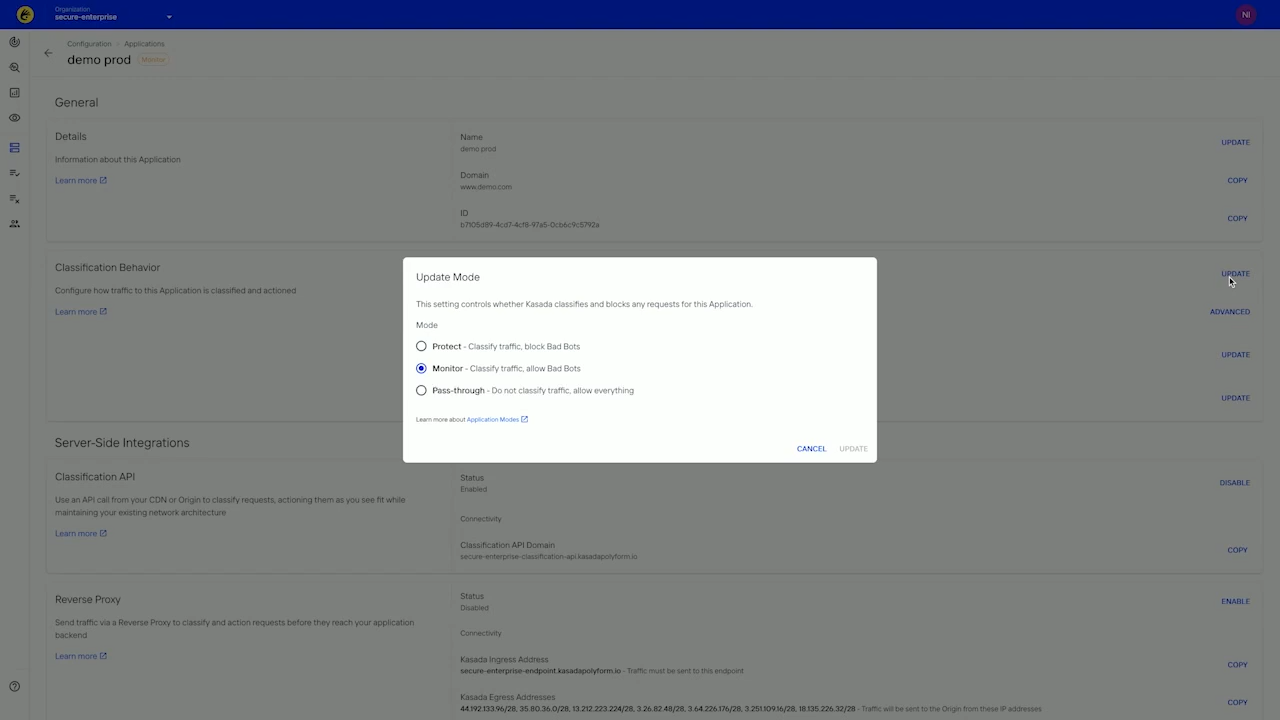 Organization
secure-enterprise
NI
Configuration > Applications
demo prod Monitor
General
Details
Information about this Application
Learn more
Name
demo prod
UPDATE
Domain
www.demo.com
COPY
ID
b7105d89-4cd7-4cf8-97a5-0cb6c9c5792a
COPY
Classification Behavior
Configure how traffic to this Application is classified and actioned
Learn more
UPDATE
ADVANCED
UPDATE
UPDATE
Update Mode
This setting controls whether Kasada classifies and blocks any requests for this Application.
Mode
Protect - Classify traffic, block Bad Bots
Monitor - Classify traffic, allow Bad Bots
Pass-through - Do not classify traffic, allow everything
Learn more about Application Modes
CANCEL UPDATE
Server-Side Integrations
Classification API
Use an API call from your CDN or Origin to classify requests, actioning them as you see fit while
maintaining your existing network architecture
Learn more
Status
Enabled
DISABLE
Connectivity
Classification API Domain
secure-enterprise-classification-api.kasadapolyform.io
COPY
Reverse Proxy
Send traffic via a Reverse Proxy to classify and action requests before they reach your application
backend
Learn more
Status
Disabled
ENABLE
Connectivity
Kasada Ingress Address
secure-enterprise-endpoint.kasadapolyform.io - Traffic must be sent to this endpoint
COPY
Kasada Egress Addresses
44.192.133.96/28, 35.80.36.0/28, 13.212.223.224/28, 3.26.82.48/28, 3.64.226.176/28, 3.251.109.16/28, 18.135.226.32/28 - Traffic will be sent to the Origin from these IP addresses
COPY